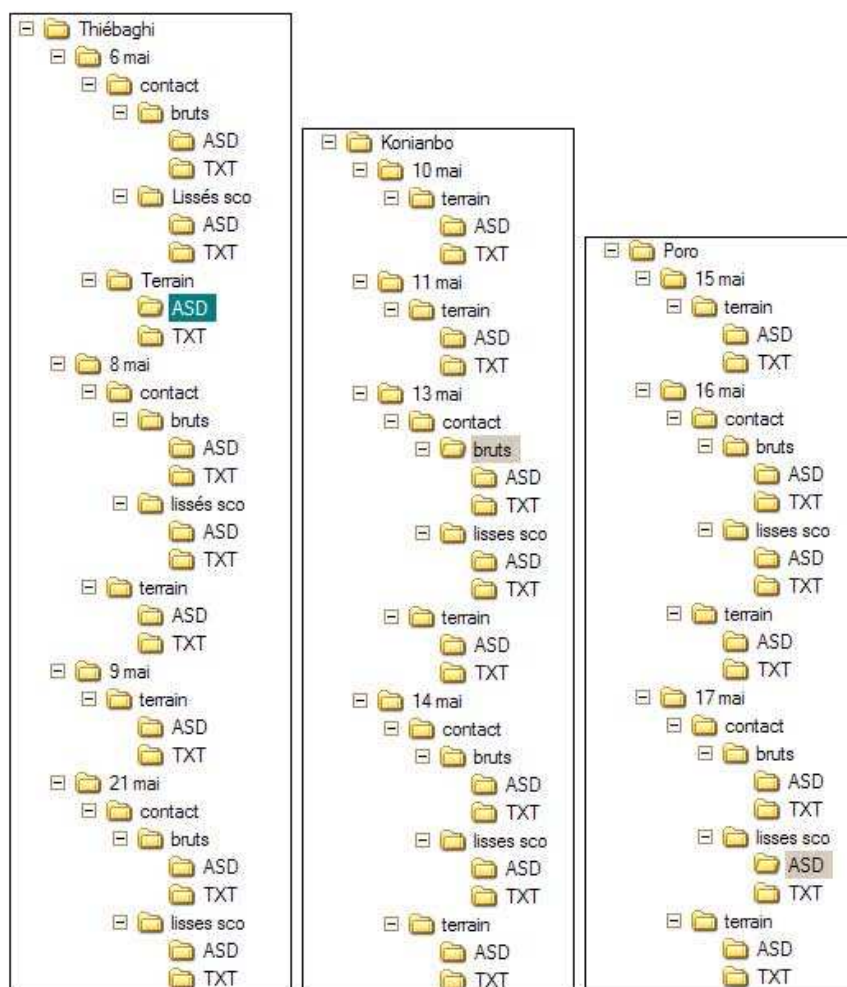 Thiébaghi
6 mai
contact
bruts
ASD
TXT
Lissés sco
ASD
TXT
Terrain
ASD
TXT
8 mai
contact
bruts
ASD
TXT
lissés sco
ASD
TXT
terrain
ASD
TXT
9 mai
terrain
ASD
TXT
21 mai
contact
bruts
ASD
TXT
lisses sco
ASD
TXT
Konianbo
10 mai
terrain
ASD
TXT
11 mai
terrain
ASD
TXT
13 mai
contact
bruts
ASD
TXT
lisses sco
ASD
TXT
terrain
ASD
TXT
14 mai
contact
bruts
ASD
TXT
lisses sco
ASD
TXT
terrain
ASD
TXT
Poro
15 mai
terrain
ASD
TXT
16 mai
contact
bruts
ASD
TXT
lisses sco
ASD
TXT
terrain
ASD
TXT
17 mai
contact
bruts
ASD
TXT
lisses sco
ASD
TXT
terrain
ASD
TXT